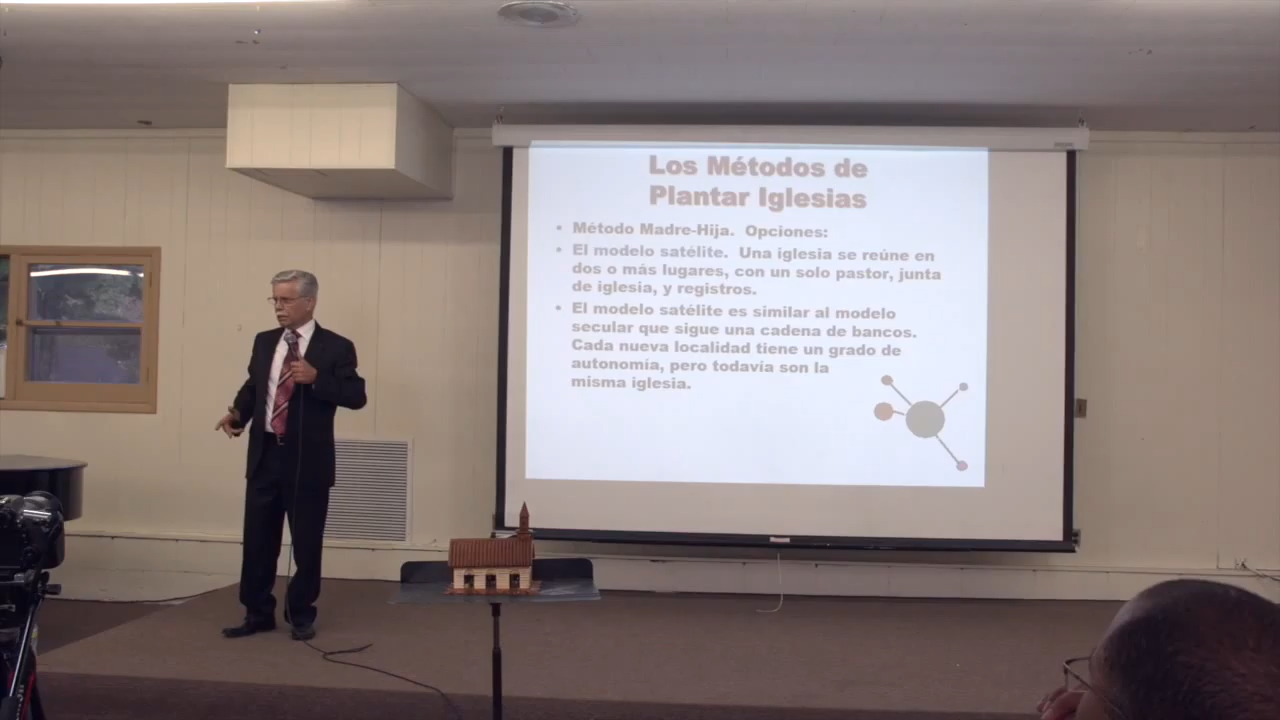 Los Métodos de
Plantar Iglesias
• Método Madre-Hija.  Opciones:
• El modelo satélite.  Una iglesia se reúne en
dos o más lugares, con un solo pastor, junta
de iglesia, y registros.
• El modelo satélite es similar al modelo
secular que sigue una cadena de bancos.
Cada nueva localidad tiene un grado de
autonomía, pero todavía son la
misma iglesia.